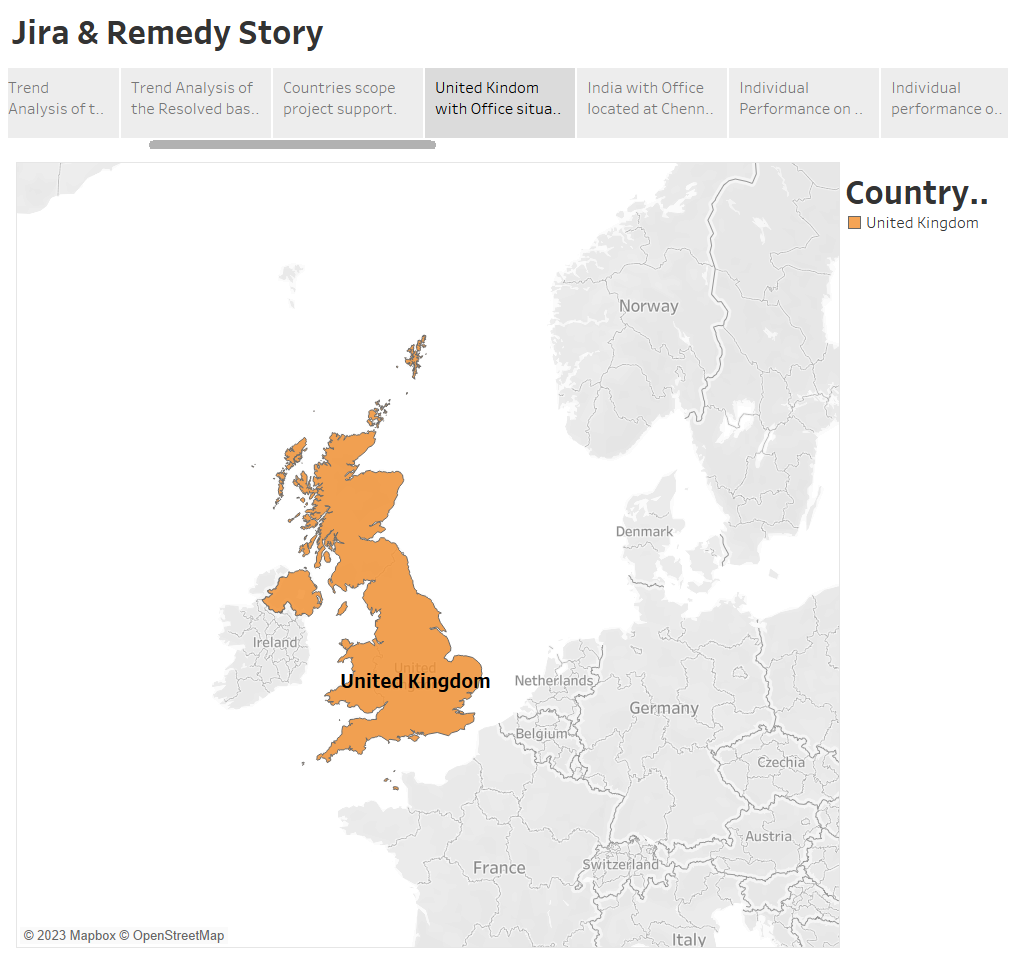 Jira & Remedy Story
Trend
Analysis of t..
Trend Analysis of
the Resolved bas..
Countries scope
project support.
United Kindom
with Office situa..
India with Office
located at Chenn..
Individual
Performance on ..
Individual
performance o..
Country..
United Kingdom
Norway
Denmark
Ireland
United
United Kingdom
Netherlands
Germany
Belgium
Czechia
Austria
France
Switzerland
Italy
© 2023 Mapbox © OpenStreetMap